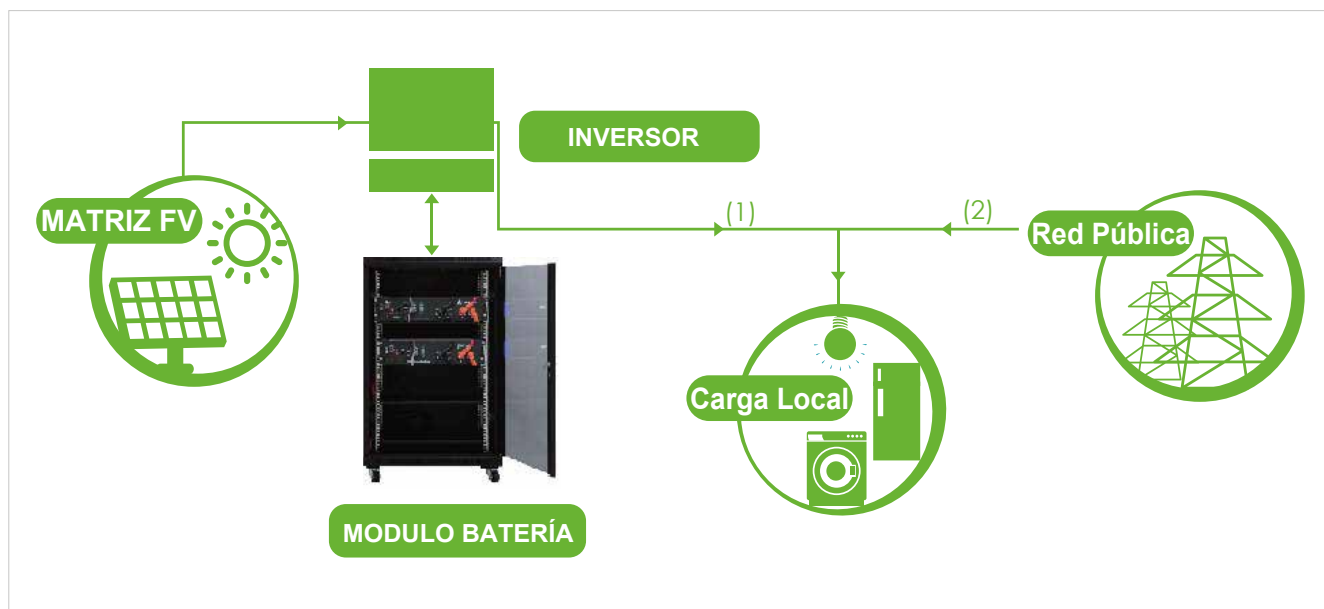 INVERSOR
MATRIZ FV
(1)
(2)
Red Pública
Carga Local
MODULO BATERÍA